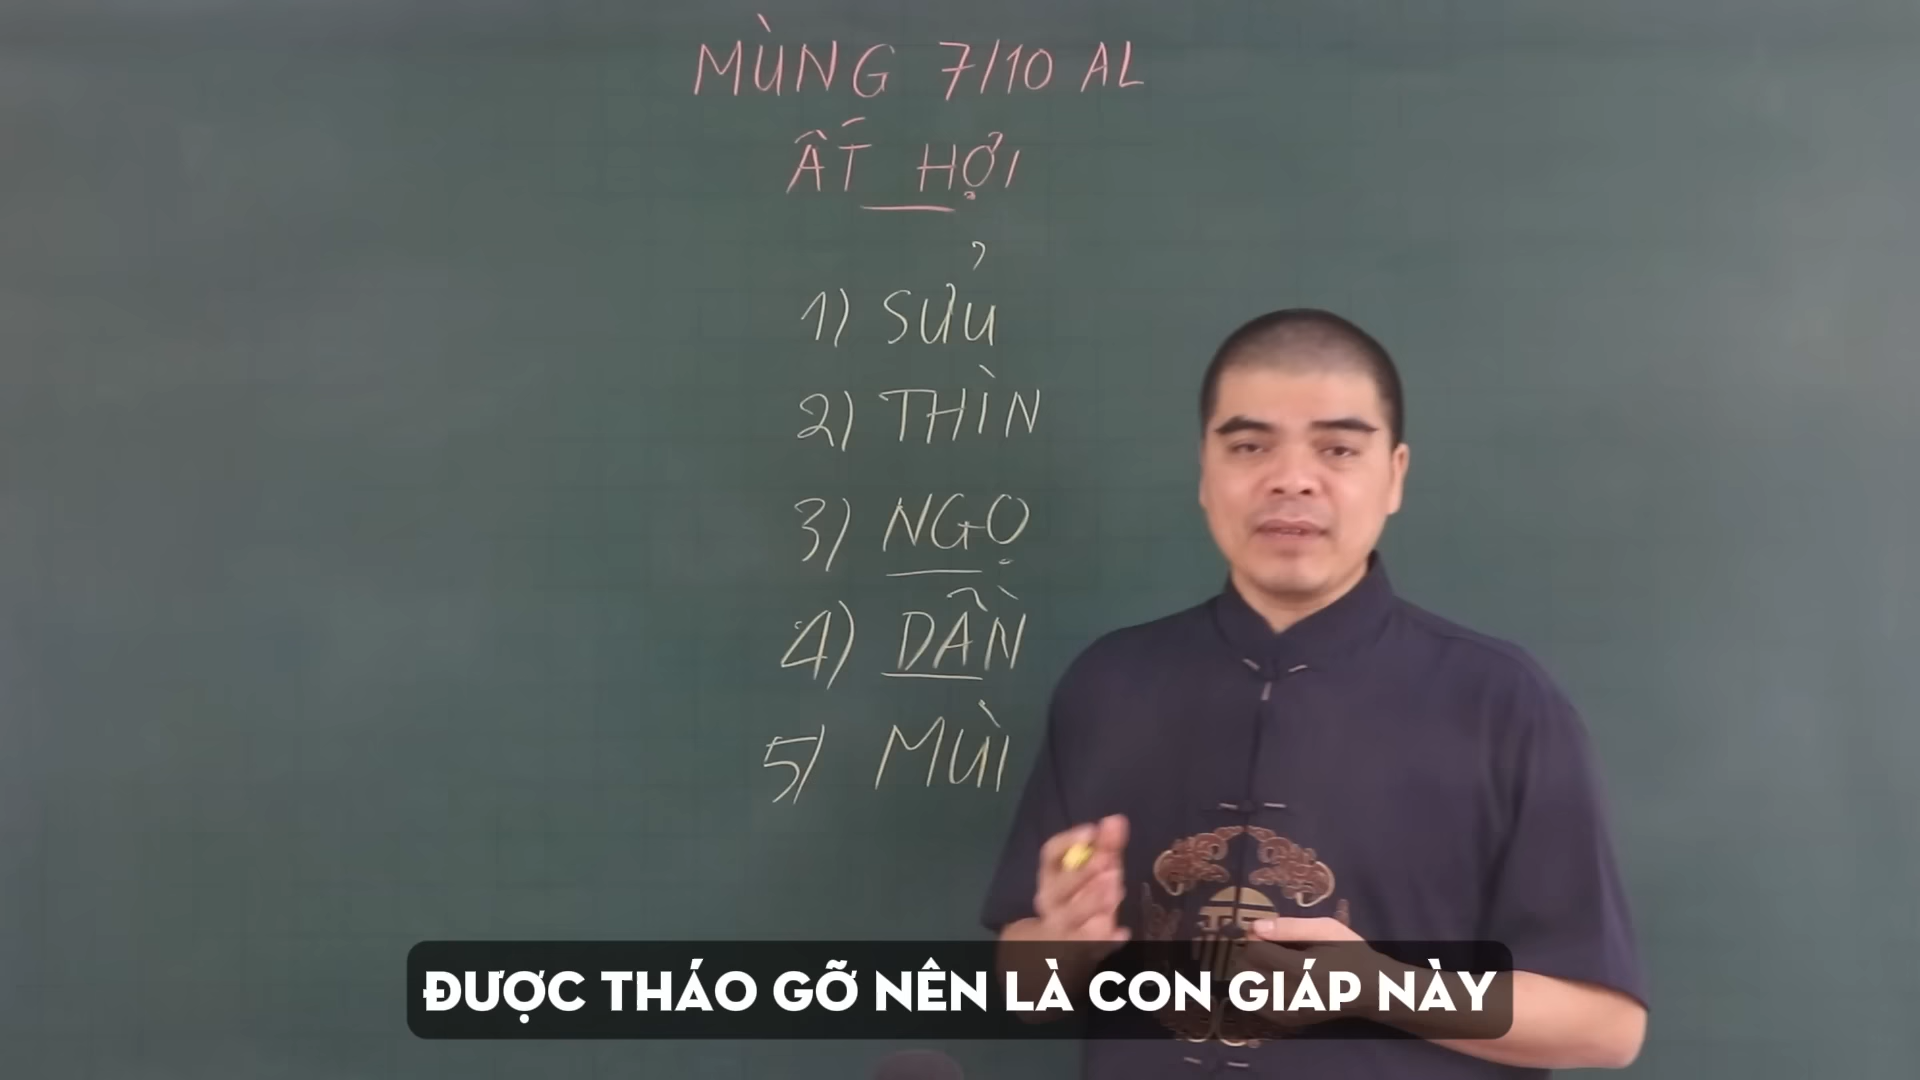 MÙNG 7/10 AL
ẤT HỢI
1) SỬU
2) THÌN
3) NGỌ
4) DẦN
5) MÙI
ĐƯỢC THÁO GỠ NÊN LÀ CON GIÁP NÀY